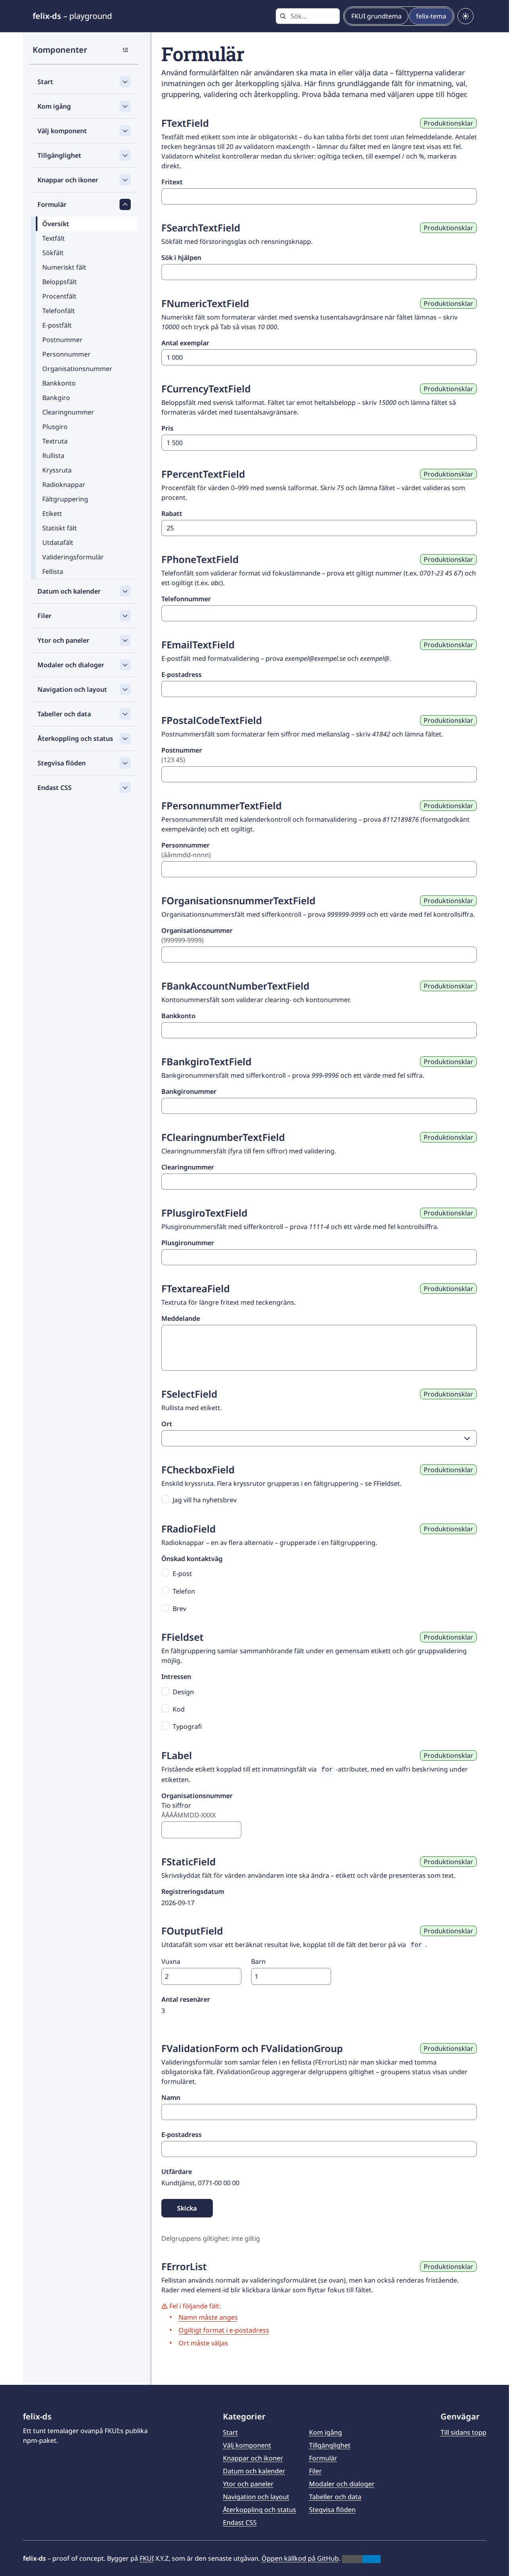 felix-ds – playground
Sök...
FKUI grundtema
felix-tema
Komponenter
Start
Kom igång
Välj komponent
Tillgänglighet
Knappar och ikoner
Formulär
Översikt
Textfält
Sökfält
Numeriskt fält
Beloppsfält
Procentfält
Telefonfält
E-postfält
Postnummer
Personnummer
Organisationsnummer
Bankkonto
Bankgiro
Clearingnummer
Plusgiro
Textruta
Rullista
Kryssruta
Radioknappar
Fältgruppering
Etikett
Statiskt fält
Utdatafält
Valideringsformulär
Fellista
Datum och kalender
Filer
Ytor och paneler
Modaler och dialoger
Navigation och layout
Tabeller och data
Återkoppling och status
Stegvisa flöden
Endast CSS
Formulär
Använd formulärfälten när användaren ska mata in eller välja data – fälttyperna validerar
inmatningen och ger återkoppling själva. Här finns grundläggande fält för inmatning, val,
gruppering, validering och återkoppling. Prova båda temana med väljaren uppe till höger.
FTextField
Produktionsklar
Textfält med etikett som inte är obligatoriskt – du kan tabba förbi det tomt utan felmeddelande. Antalet
tecken begränsas till 20 av validatorn maxLength – lämnar du fältet med en längre text visas ett fel.
Validatorn whitelist kontrollerar medan du skriver: ogiltiga tecken, till exempel / och %, markeras
direkt.
Fritext
FSearchTextField
Produktionsklar
Sökfält med förstoringsglas och rensningsknapp.
Sök i hjälpen
FNumericTextField
Produktionsklar
Numeriskt fält som formaterar värdet med svenska tusentalsavgränsare när fältet lämnas – skriv
10000 och tryck på Tab så visas 10 000.
Antal exemplar
1 000
FCurrencyTextField
Produktionsklar
Beloppsfält med svensk talformat. Fältet tar emot heltalsbelopp – skriv 15000 och lämna fältet så
formateras värdet med tusentalsavgränsare.
Pris
1 500
FPercentTextField
Produktionsklar
Procentfält för värden 0–999 med svensk talformat. Skriv 75 och lämna fältet – värdet valideras som
procent.
Rabatt
25
FPhoneTextField
Produktionsklar
Telefonfält som validerar format vid fokuslämnande – prova ett giltigt nummer (t.ex. 0701-23 45 67) och
ett ogiltigt (t.ex. abc).
Telefonnummer
FEmailTextField
Produktionsklar
E-postfält med formatvalidering – prova exempel@exempel.se och exempel@.
E-postadress
FPostalCodeTextField
Produktionsklar
Postnummersfält som formaterar fem siffror med mellanslag – skriv 41842 och lämna fältet.
Postnummer
(123 45)
FPersonnummerTextField
Produktionsklar
Personnummersfält med kalenderkontroll och formatvalidering – prova 8112189876 (formatgodkänt
exempelvärde) och ett ogiltigt.
Personnummer
(ååmmdd-nnnn)
FOrganisationsnummerTextField
Produktionsklar
Organisationsnummersfält med sifferkontroll – prova 999999-9999 och ett värde med fel kontrollsiffra.
Organisationsnummer
(999999-9999)
FBankAccountNumberTextField
Produktionsklar
Kontonummersfält som validerar clearing- och kontonummer.
Bankkonto
FBankgiroTextField
Produktionsklar
Bankgironummersfält med sifferkontroll – prova 999-9996 och ett värde med fel siffra.
Bankgironummer
FClearingnumberTextField
Produktionsklar
Clearingnummersfält (fyra till fem siffror) med validering.
Clearingnummer
FPlusgiroTextField
Produktionsklar
Plusgironummersfält med sifferkontroll – prova 1111-4 och ett värde med fel kontrollsiffra.
Plusgironummer
FTextareaField
Produktionsklar
Textruta för längre fritext med teckengräns.
Meddelande
FSelectField
Produktionsklar
Rullista med etikett.
Ort
FCheckboxField
Produktionsklar
Enskild kryssruta. Flera kryssrutor grupperas i en fältgruppering – se FFieldset.
Jag vill ha nyhetsbrev
FRadioField
Produktionsklar
Radioknappar – en av flera alternativ – grupperade i en fältgruppering.
Önskad kontaktväg
E-post
Telefon
Brev
FFieldset
Produktionsklar
En fältgruppering samlar sammanhörande fält under en gemensam etikett och gör gruppvalidering
möjlig.
Intressen
Design
Kod
Typografi
FLabel
Produktionsklar
Fristående etikett kopplad till ett inmatningsfält via for -attributet, med en valfri beskrivning under
etiketten.
Organisationsnummer
Tio siffror
ÅÅÅÅMMDD-XXXX
FStaticField
Produktionsklar
Skrivskyddat fält för värden användaren inte ska ändra – etikett och värde presenteras som text.
Registreringsdatum
2026-09-17
FOutputField
Produktionsklar
Utdatafält som visar ett beräknat resultat live, kopplat till de fält det beror på via for .
Vuxna
Barn
2
1
Antal resenärer
3
FValidationForm och FValidationGroup
Produktionsklar
Valideringsformulär som samlar felen i en fellista (FErrorList) när man skickar med tomma
obligatoriska fält. FValidationGroup aggregerar delgruppens giltighet – groupens status visas under
formuläret.
Namn
E-postadress
Utfärdare
Kundtjänst, 0771-00 00 00
Skicka
Delgruppens giltighet: inte giltig
FErrorList
Produktionsklar
Fellistan används normalt av valideringsformuläret (se ovan), men kan också renderas fristående.
Rader med element-id blir klickbara länkar som flyttar fokus till fältet.
Fel i följande fält:
• Namn måste anges
• Ogiltigt format i e-postadress
• Ort måste väljas
felix-ds
Ett tunt temalager ovanpå FKUI:s publika
npm-paket.
Kategorier
Start
Kom igång
Välj komponent
Tillgänglighet
Knappar och ikoner
Formulär
Datum och kalender
Filer
Ytor och paneler
Modaler och dialoger
Navigation och layout
Tabeller och data
Återkoppling och status
Stegvisa flöden
Endast CSS
Genvägar
Till sidans topp
felix-ds – proof of concept. Bygger på FKUI X.Y.Z, som är den senaste utgåvan. Öppen källkod på GitHub.